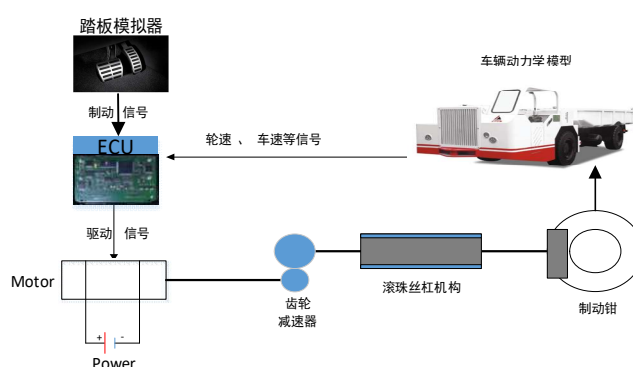 踏板模拟器
车辆动力学模型
制动 信号
ECU
轮速 、 车速等信号
驱动 信号
Motor
齿轮
减速器
滚珠丝杠机构
制动钳
+ -
Power